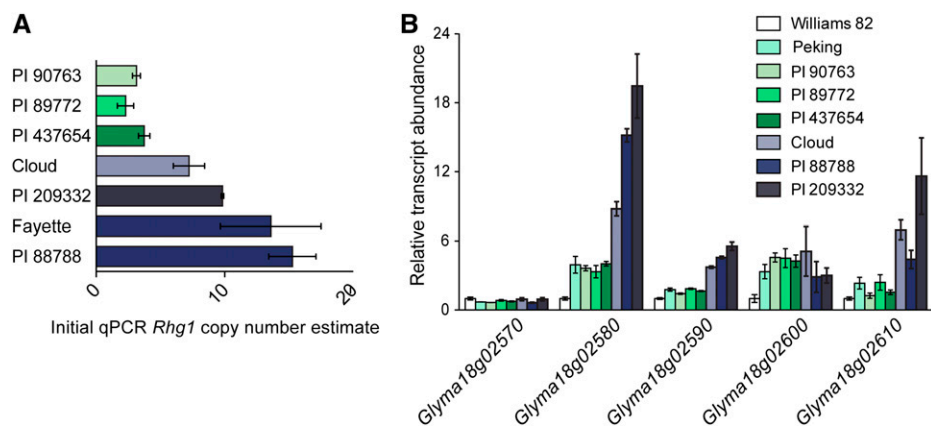 A
PI 90763
PI 89772
PI 437654
Cloud
PI 209332
Fayette
PI 88788
0
10
20
Initial qPCR Rhg1 copy number estimate
B
Relative transcript abundance
24
18
12
6
0
Williams 82
Peking
PI 90763
PI 89772
PI 437654
Cloud
PI 88788
PI 209332
Glyma18g02570
Glyma18g02580
Glyma18g02590
Glyma18g02600
Glyma18g02610